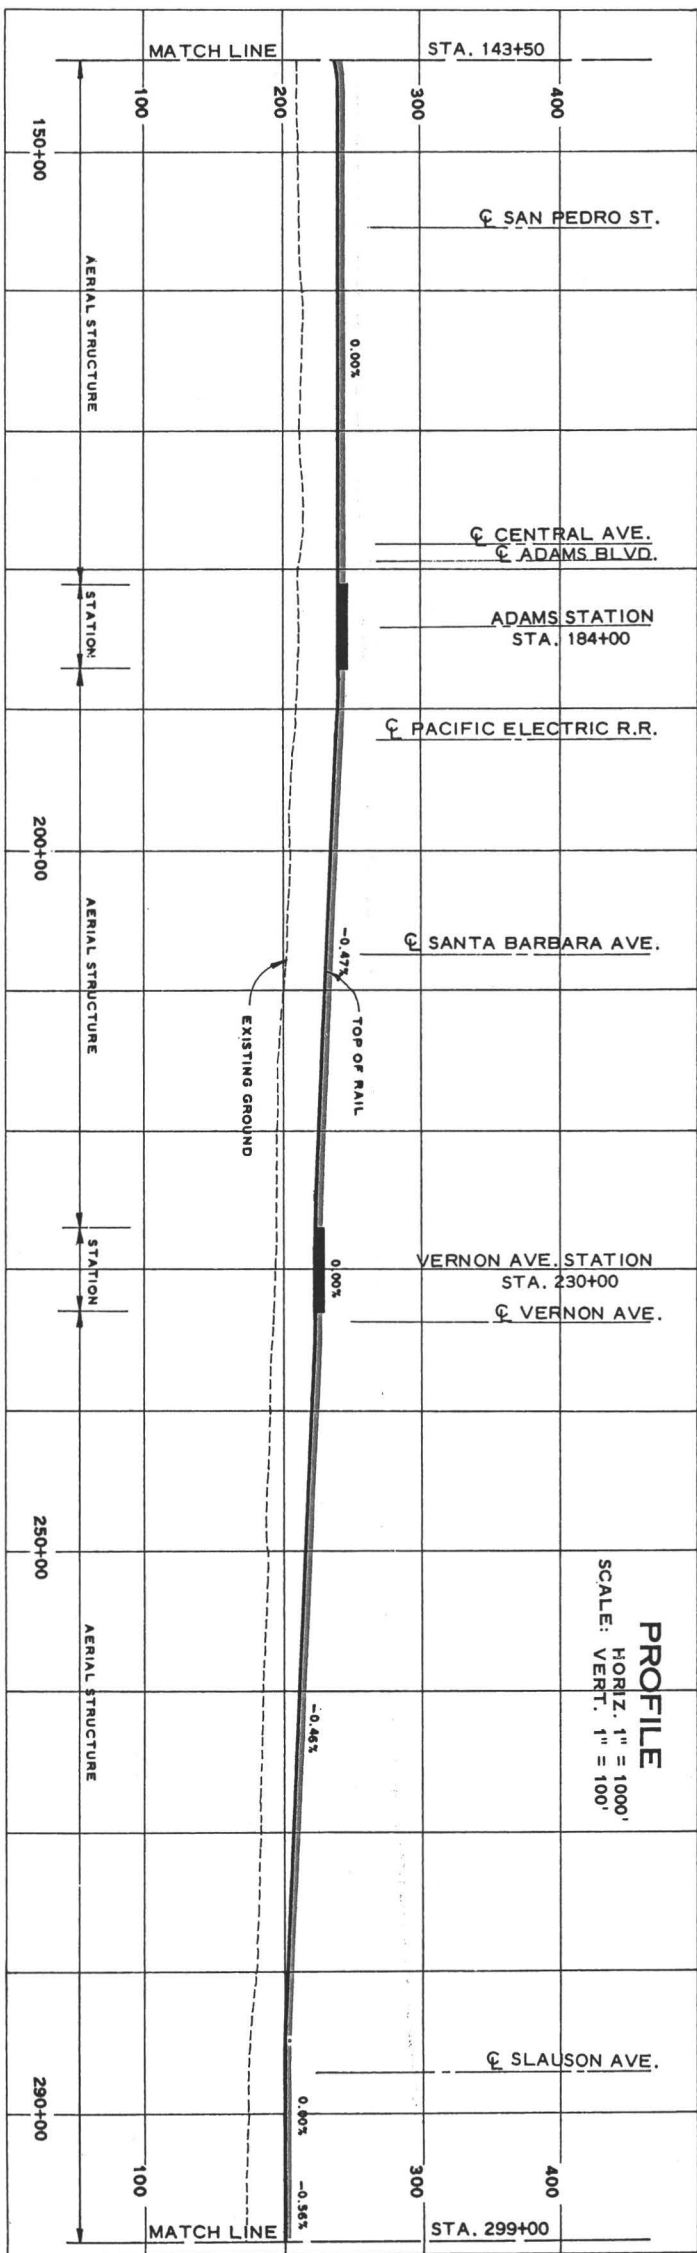 MATCH LINE
STA. 143+50
100
200
300
400
150+00
℄ SAN PEDRO ST.
AERIAL STRUCTURE
0.00%
℄ CENTRAL AVE.
℄ ADAMS BLVD.
STATION
ADAMS STATION
STA. 184+00
℄ PACIFIC ELECTRIC R.R.
200+00
AERIAL STRUCTURE
℄ SANTA BARBARA AVE.
-0.47%
TOP OF RAIL
EXISTING GROUND
STATION
0.00%
VERNON AVE. STATION
STA. 230+00
℄ VERNON AVE.
250+00
PROFILE
SCALE: HORIZ. 1" = 1000'
VERT. 1" = 100'
AERIAL STRUCTURE
-0.46%
℄ SLAUSON AVE.
290+00
0.00%
-0.56%
100
300
400
MATCH LINE
STA. 299+00